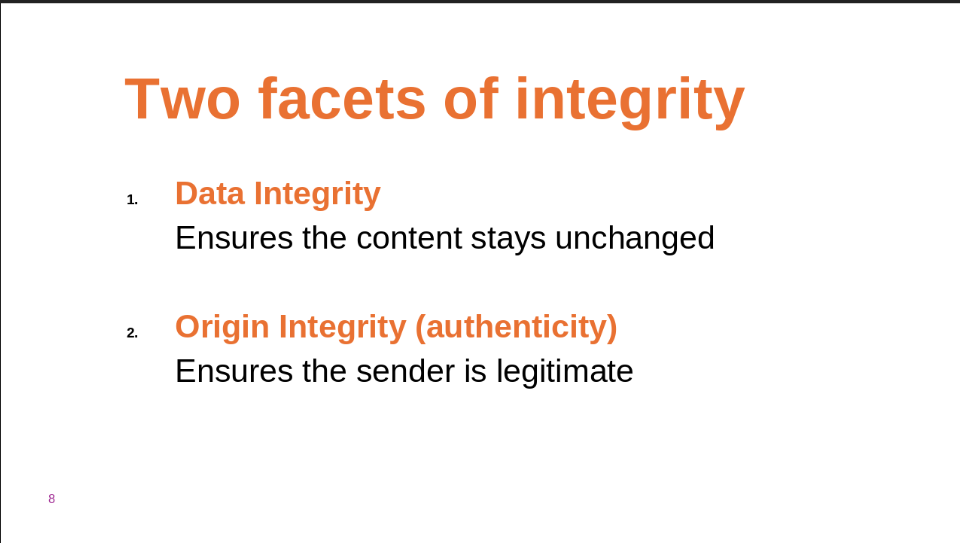 Two facets of integrity
1. Data Integrity
Ensures the content stays unchanged
2. Origin Integrity (authenticity)
Ensures the sender is legitimate
8